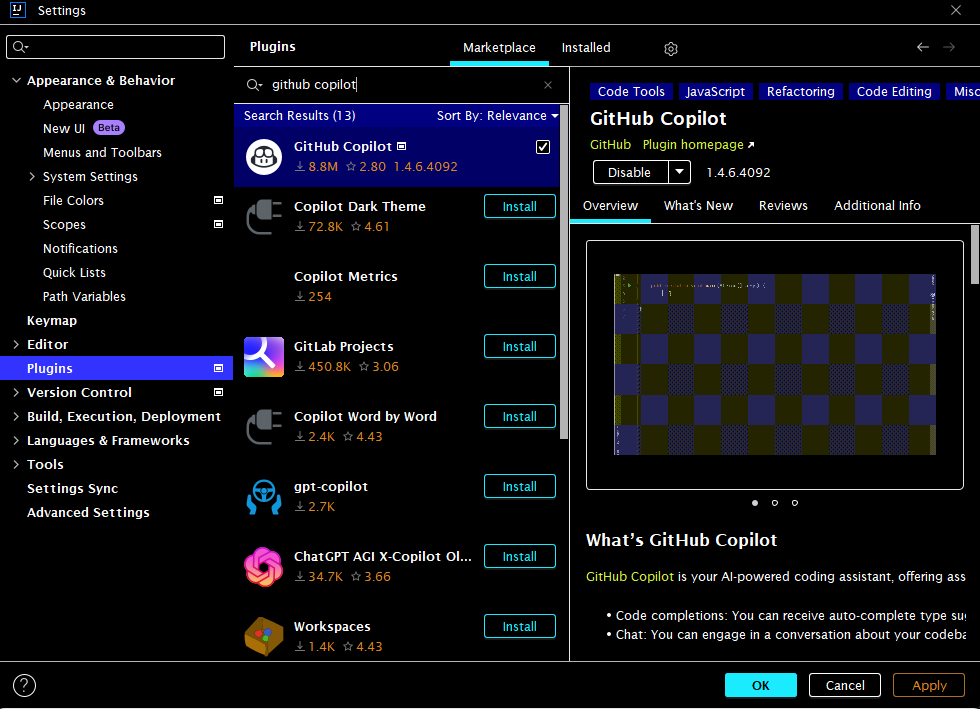 IJ Settings
Plugins
Marketplace
Installed
Appearance & Behavior
Appearance
New UI Beta
Menus and Toolbars
System Settings
File Colors
Scopes
Notifications
Quick Lists
Path Variables
Keymap
Editor
Plugins
Version Control
Build, Execution, Deployment
Languages & Frameworks
Tools
Settings Sync
Advanced Settings
github copilot
Search Results (13)
Sort By: Relevance
GitHub Copilot
8.8M 2.80 1.4.6.4092
Copilot Dark Theme
72.8K 4.61
Install
Copilot Metrics
254
Install
GitLab Projects
450.8K 3.06
Install
Copilot Word by Word
2.4K 4.43
Install
gpt-copilot
2.7K
Install
ChatGPT AGI X-Copilot Ol...
34.7K 3.66
Install
Workspaces
1.4K 4.43
Install
Code Tools JavaScript Refactoring Code Editing Misc
GitHub Copilot
GitHub Plugin homepage
Disable 1.4.6.4092
Overview What's New Reviews Additional Info
What's GitHub Copilot
GitHub Copilot is your AI-powered coding assistant, offering ass
• Code completions: You can receive auto-complete type sug
• Chat: You can engage in a conversation about your codeba
?
OK
Cancel
Apply